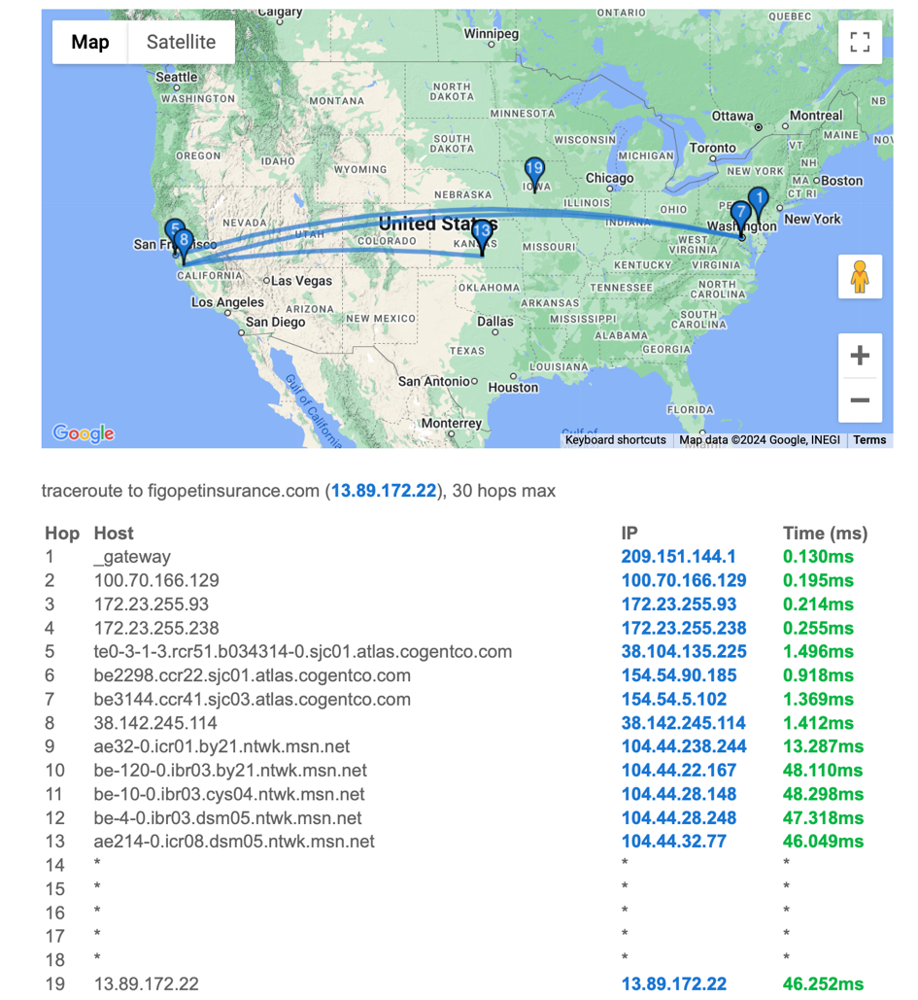 Calgary
ONTARIO
QUEBEC
Map
Satellite
Winnipeg
Seattle
WASHINGTON
NORTH
DAKOTA
MONTANA
MINNESOTA
Ottawa
Montreal
NB
MAINE
SOUTH
DAKOTA
WISCONSIN
MICHIGAN
Toronto
VT
NH
OREGON
IDAHO
WYOMING
19
IOWA
Chicago
NEW YORK
MA
Boston
CT RI
NEBRASKA
ILLINOIS
OHIO
7
1
New York
NEVADA
UTAH
United States
INDIANA
Washington
5
8
San Francisco
COLORADO
13
KANSAS
MISSOURI
WEST
VIRGINIA
CALIFORNIA
Las Vegas
KENTUCKY
VIRGINIA
OKLAHOMA
TENNESSEE
NORTH
CAROLINA
Los Angeles
ARIZONA
NEW MEXICO
ARKANSAS
San Diego
Dallas
MISSISSIPPI
SOUTH
CAROLINA
ALABAMA
GEORGIA
TEXAS
LOUISIANA
San Antonio
Houston
Gulf of California
FLORIDA
Monterrey
Google
Gulf of
Miami
Keyboard shortcuts Map data ©2024 Google, INEGI Terms
traceroute to figopetinsurance.com (13.89.172.22), 30 hops max
Hop Host IP Time (ms)
1 _gateway 209.151.144.1 0.130ms
2 100.70.166.129 100.70.166.129 0.195ms
3 172.23.255.93 172.23.255.93 0.214ms
4 172.23.255.238 172.23.255.238 0.255ms
5 te0-3-1-3.rcr51.b034314-0.sjc01.atlas.cogentco.com 38.104.135.225 1.496ms
6 be2298.ccr22.sjc01.atlas.cogentco.com 154.54.90.185 0.918ms
7 be3144.ccr41.sjc03.atlas.cogentco.com 154.54.5.102 1.369ms
8 38.142.245.114 38.142.245.114 1.412ms
9 ae32-0.icr01.by21.ntwk.msn.net 104.44.238.244 13.287ms
10 be-120-0.ibr03.by21.ntwk.msn.net 104.44.22.167 48.110ms
11 be-10-0.ibr03.cys04.ntwk.msn.net 104.44.28.148 48.298ms
12 be-4-0.ibr03.dsm05.ntwk.msn.net 104.44.28.248 47.318ms
13 ae214-0.icr08.dsm05.ntwk.msn.net 104.44.32.77 46.049ms
14 * * *
15 * * *
16 * * *
17 * * *
18 * * *
19 13.89.172.22 13.89.172.22 46.252ms